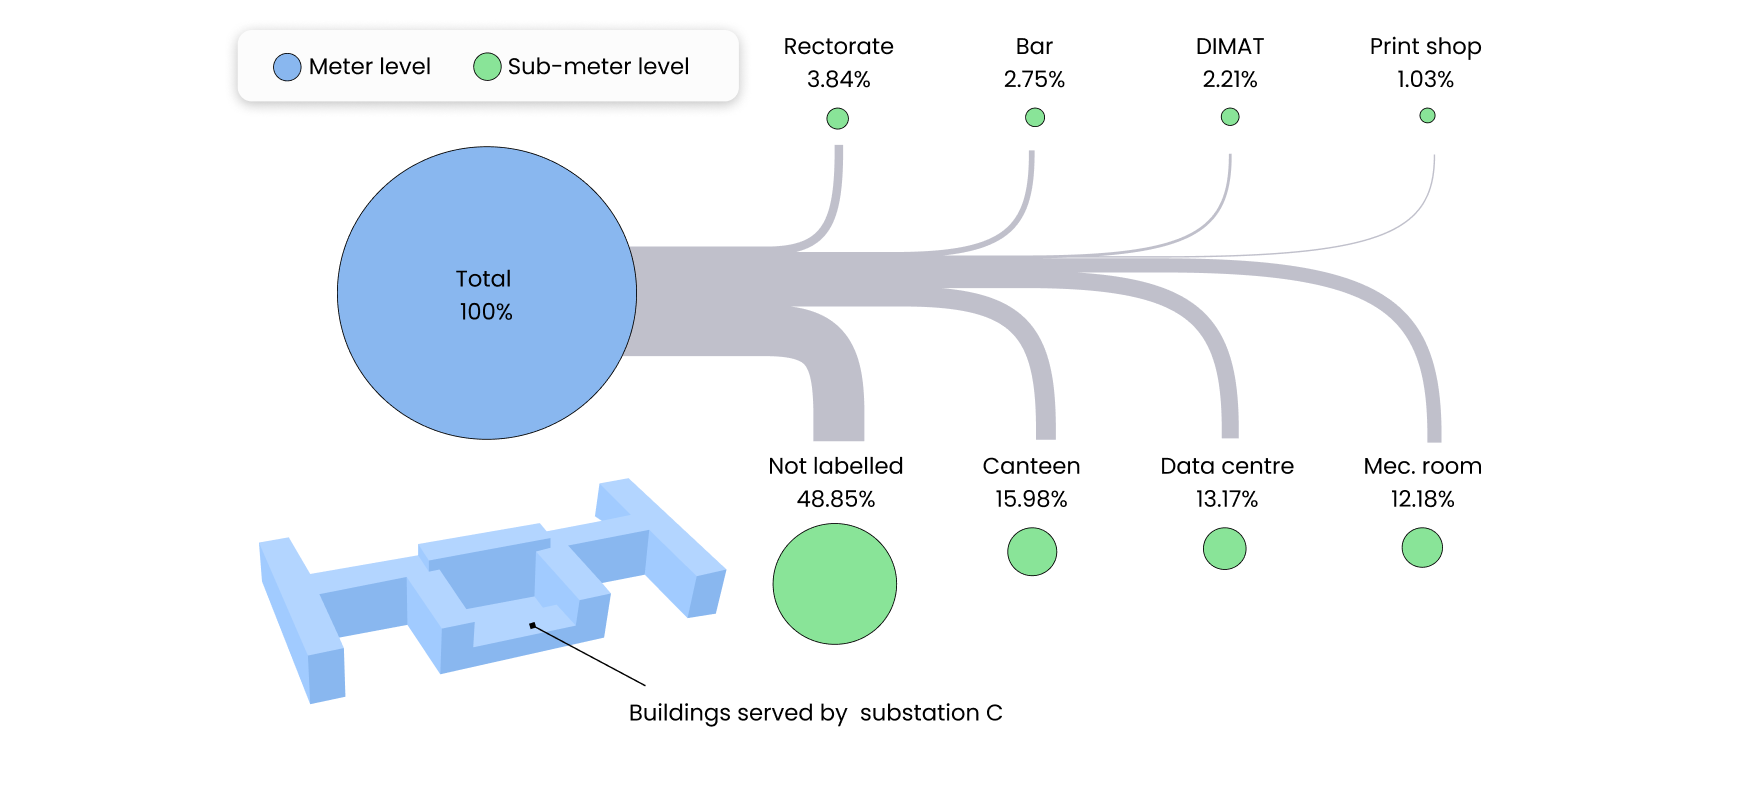 Meter level
Sub-meter level
Rectorate
3.84%
Bar
2.75%
DIMAT
2.21%
Print shop
1.03%
Total
100%
Not labelled
48.85%
Canteen
15.98%
Data centre
13.17%
Mec. room
12.18%
Buildings served by  substation C